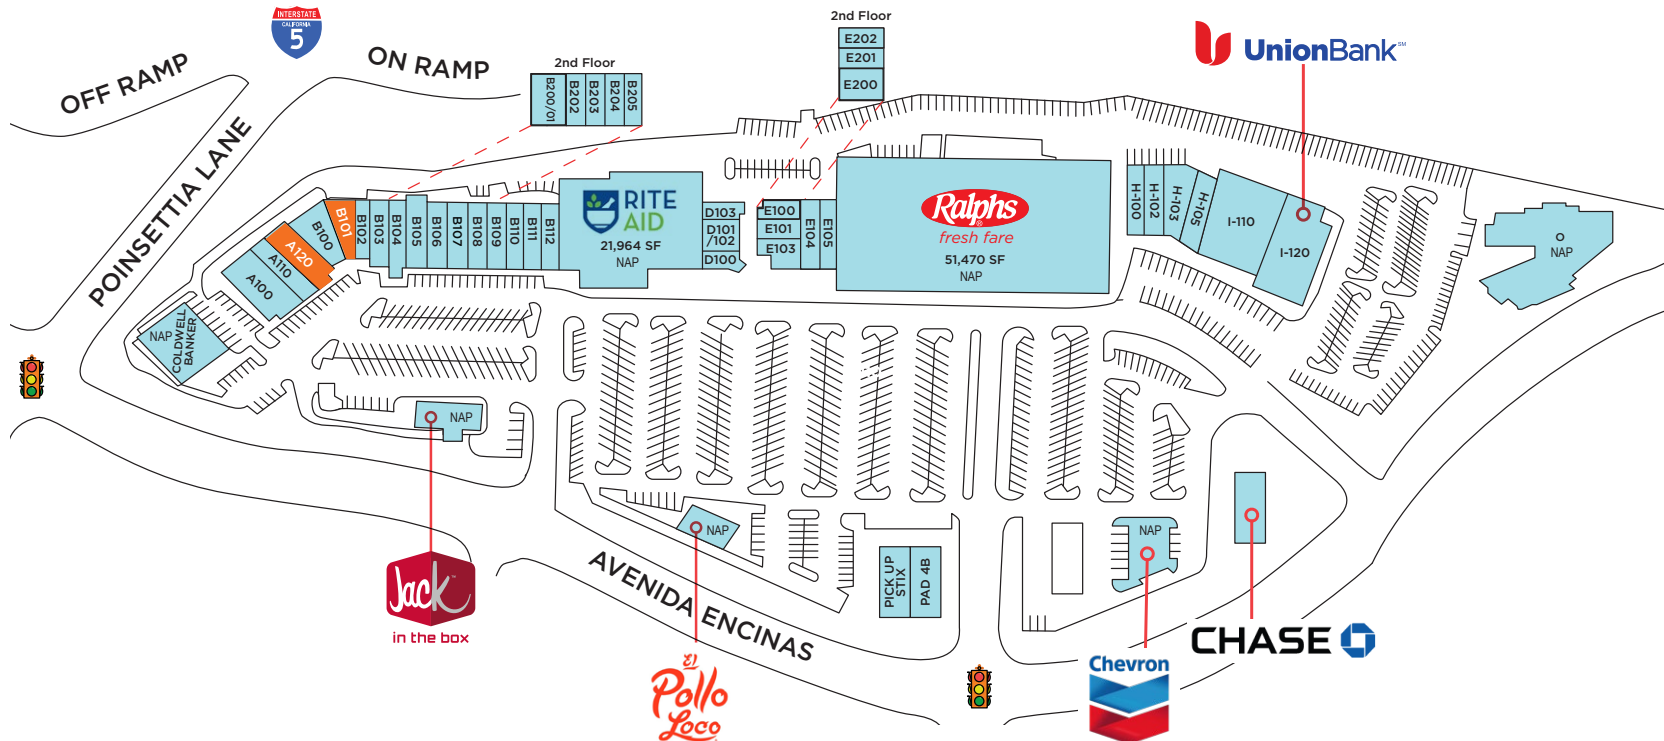 INTERSTATE
CALIFORNIA
5
OFF RAMP
ON RAMP
POINSETTIA LANE
2nd Floor
B200/01
B202
B203
B204
B205
2nd Floor
E202
E201
E200
UnionBank℠
A100
A110
A120
B100
B101
B102
B103
B104
B105
B106
B107
B108
B109
B110
B111
B112
RITE
AID
21,964 SF
NAP
D103
D101
/102
D100
E100
E101
E103
E104
E105
Ralphs
fresh fare
51,470 SF
NAP
H-100
H-102
H-103
H-105
I-110
I-120
O
NAP
NAP
COLDWELL
BANKER
NAP
Jack™
in the box
NAP
El
Pollo
Loco
AVENIDA ENCINAS
PICK UP
STIX
PAD 4B
NAP
Chevron
CHASE